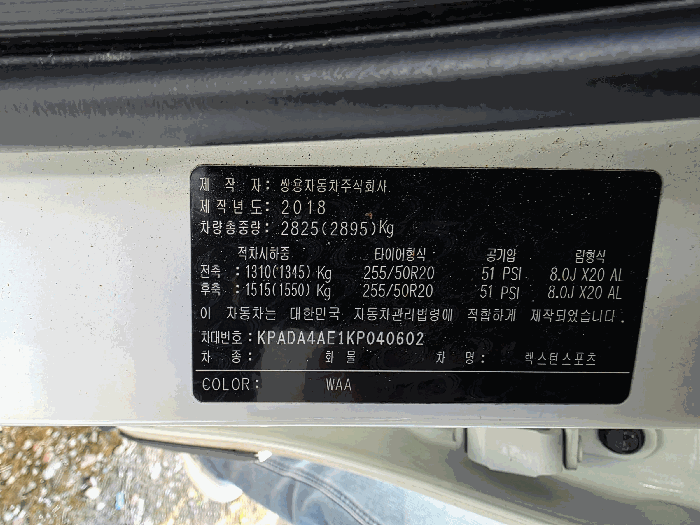 제 작 자: 쌍용자동차주식회사
제작년도: 2018
차량총중량: 2825(2895)Kg
적차시하중 타이어형식 공기압 림형식
전축 : 1310(1345) Kg 255/50R20 51 PSI 8.0J X20 AL
후축 : 1515(1550) Kg 255/50R20 51 PSI 8.0J X20 AL
이 자동차는 대한민국 자동차관리법령에 적합하게 제작되었습니다.
차대번호: KPADA4AE1KP040602
차 종: 화물 차 명: 렉스턴스포츠
COLOR: WAA